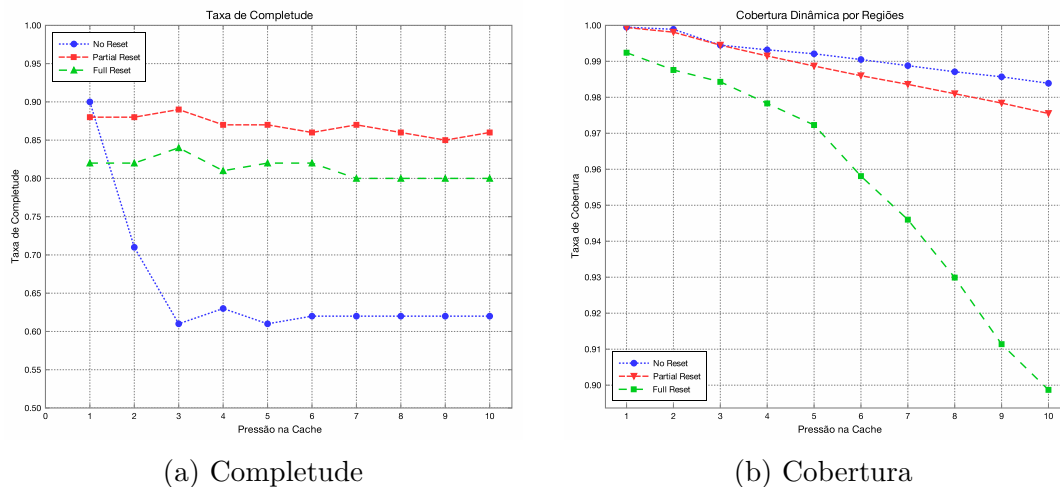 Taxa de Completude
1.00
0.95
0.90
0.85
0.80
0.75
0.70
0.65
0.60
0.55
0.50
Taxa de Completude
No Reset
Partial Reset
Full Reset
0 1 2 3 4 5 6 7 8 9 10
Pressão na Cache
(a) Completude
Cobertura Dinâmica por Regiões
1.00
0.99
0.98
0.97
0.96
0.95
0.94
0.93
0.92
0.91
0.90
Taxa de Cobertura
No Reset
Partial Reset
Full Reset
1 2 3 4 5 6 7 8 9 10
Pressão na Cache
(b) Cobertura